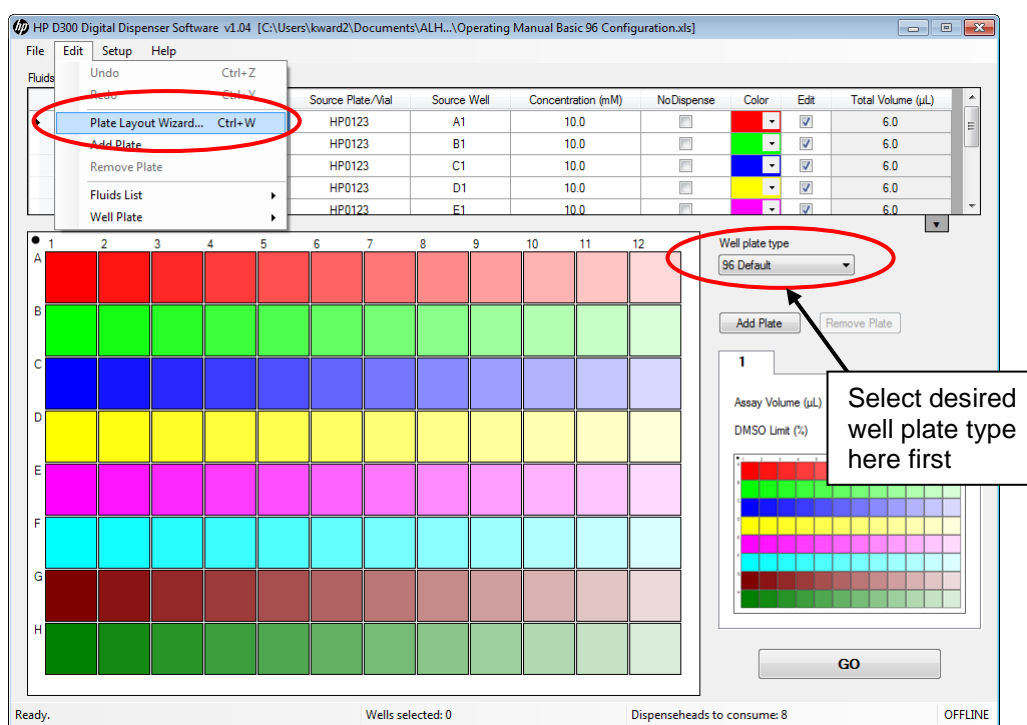 HP D300 Digital Dispenser Software v1.04 [C:\Users\kward2\Documents\ALH...\Operating Manual Basic 96 Configuration.xls]
File Edit Setup Help
Fluids
Undo Ctrl+Z
Redo Ctrl+Y
Plate Layout Wizard... Ctrl+W
Add Plate
Remove Plate
Fluids List
Well Plate
Source Plate/Vial Source Well Concentration (mM) NoDispense Color Edit Total Volume (µL)
HP0123 A1 10.0 6.0
HP0123 B1 10.0 6.0
HP0123 C1 10.0 6.0
HP0123 D1 10.0 6.0
HP0123 E1 10.0 6.0
1 2 3 4 5 6 7 8 9 10 11 12
A
B
C
D
E
F
G
H
Well plate type
96 Default
Add Plate Remove Plate
1
Assay Volume (µL)
DMSO Limit (%)
Select desired
well plate type
here first
GO
Ready. Wells selected: 0 Dispenseheads to consume: 8 OFFLINE